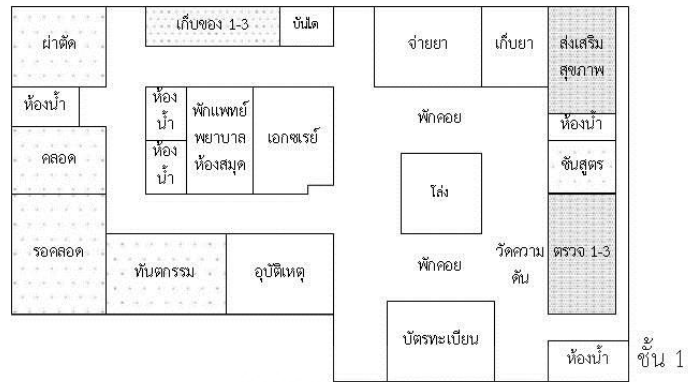 เก็บของ 1-3
บันได
ผ่าตัด
จ่ายยา
เก็บยา
ส่งเสริม
สุขภาพ
ห้องน้ำ
ห้อง
น้ำ
ห้อง
น้ำ
พักแพทย์
พยาบาล
ห้องสมุด
เอกซเรย์
พักคอย
ห้องน้ำ
คลอด
ชันสูตร
โล่ง
รอคลอด
ทันตกรรม
อุบัติเหตุ
พักคอย
วัดความ
ดัน
ตรวจ 1-3
บัตรทะเบียน
ห้องน้ำ
ชั้น 1